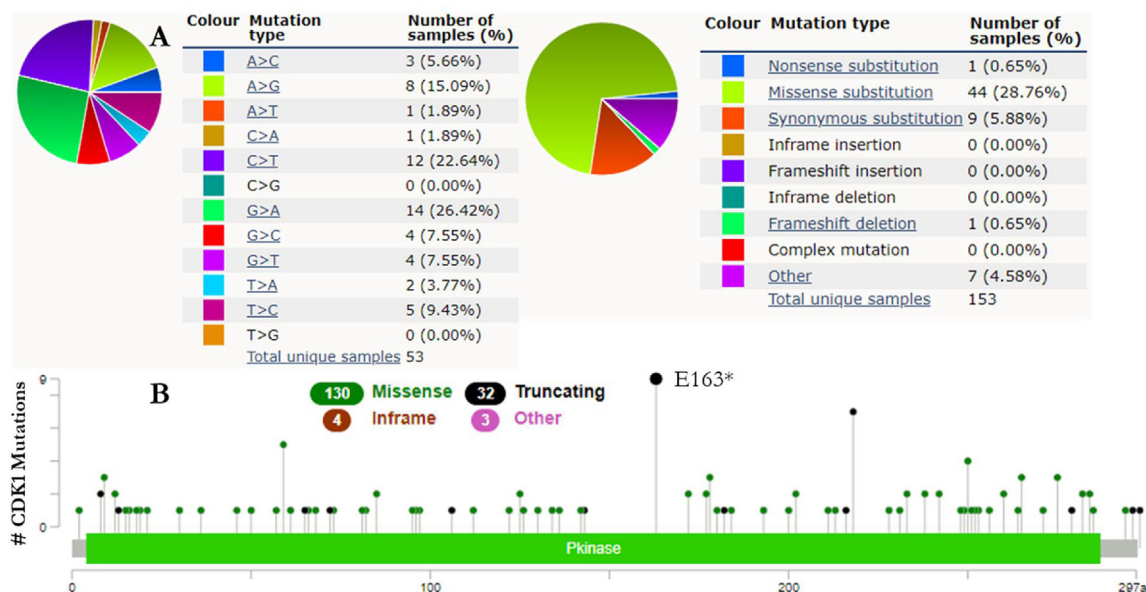 A
Colour Mutation type Number of samples (%)
A>C 3 (5.66%)
A>G 8 (15.09%)
A>T 1 (1.89%)
C>A 1 (1.89%)
C>T 12 (22.64%)
C>G 0 (0.00%)
G>A 14 (26.42%)
G>C 4 (7.55%)
G>T 4 (7.55%)
T>A 2 (3.77%)
T>C 5 (9.43%)
T>G 0 (0.00%)
Total unique samples 53
Colour Mutation type Number of samples (%)
Nonsense substitution 1 (0.65%)
Missense substitution 44 (28.76%)
Synonymous substitution 9 (5.88%)
Inframe insertion 0 (0.00%)
Frameshift insertion 0 (0.00%)
Inframe deletion 0 (0.00%)
Frameshift deletion 1 (0.65%)
Complex mutation 0 (0.00%)
Other 7 (4.58%)
Total unique samples 153
B
# CDK1 Mutations
9
0
130 Missense 32 Truncating
4 Inframe 3 Other
E163*
Pkinase
0 100 200 297a